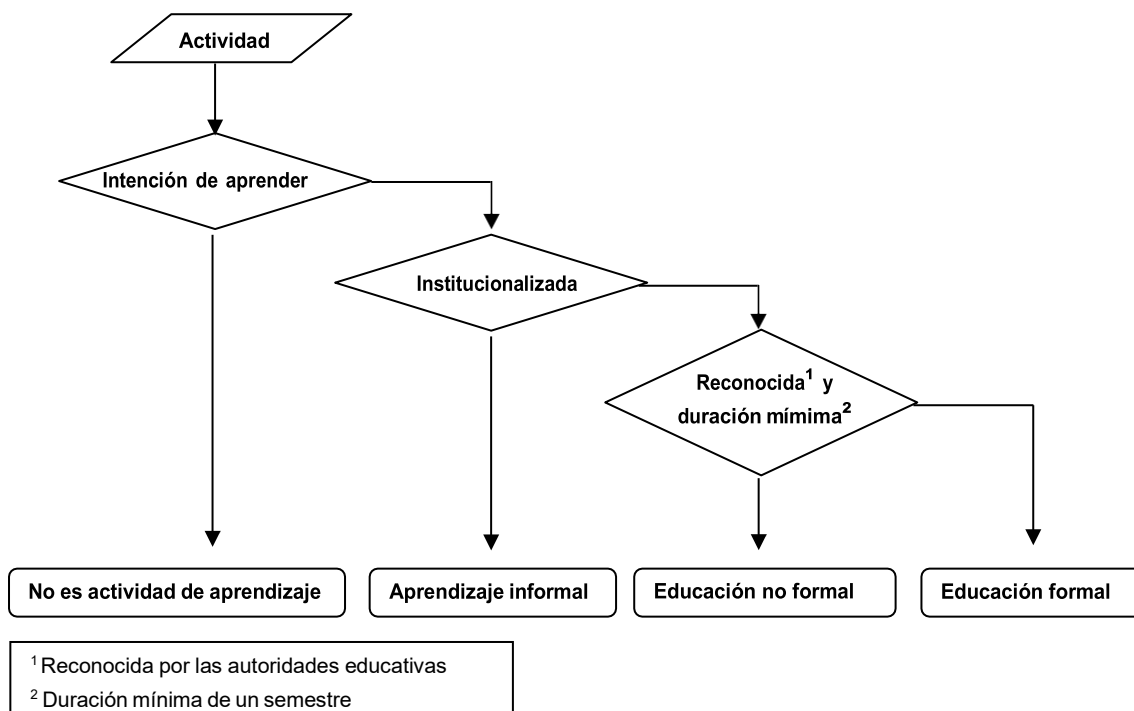 Actividad
Intención de aprender
Institucionalizada
Reconocida¹ y
duración mímima²
No es actividad de aprendizaje
Aprendizaje informal
Educación no formal
Educación formal
¹ Reconocida por las autoridades educativas
² Duración mínima de un semestre